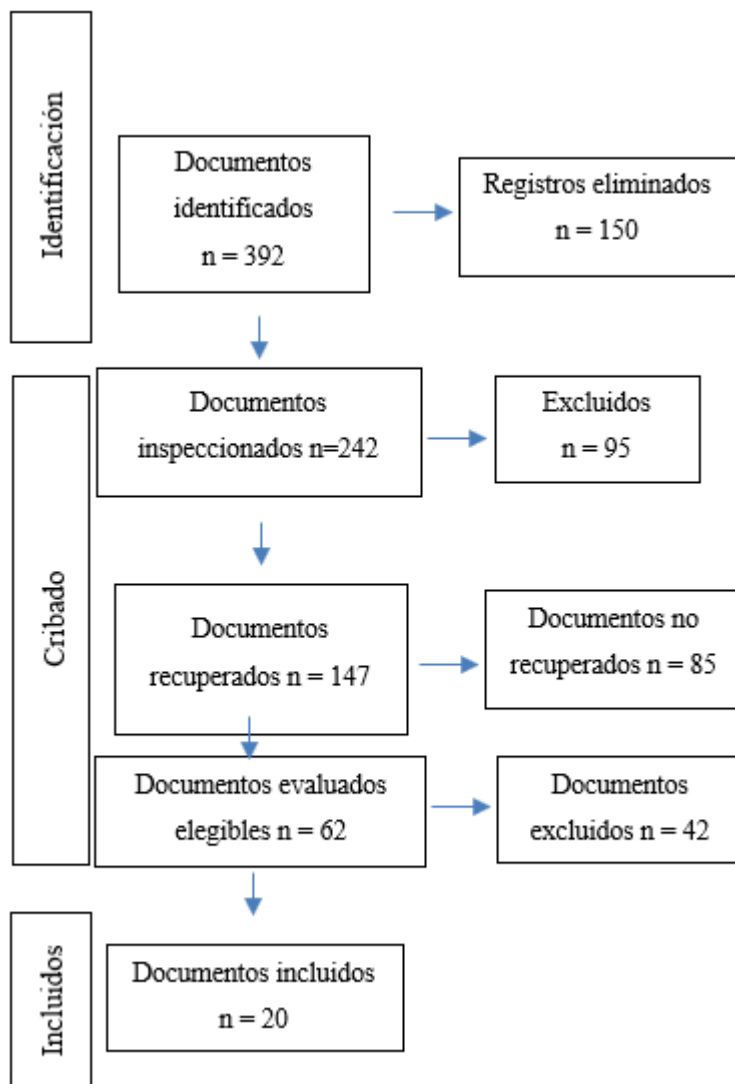 Identificación
Documentos
identificados
n = 392
Registros eliminados
n = 150
Cribado
Documentos
inspeccionados n=242
Excluidos
n = 95
Documentos
recuperados n = 147
Documentos no
recuperados n = 85
Documentos evaluados
elegibles n = 62
Documentos
excluidos n = 42
Incluidos
Documentos incluidos
n = 20